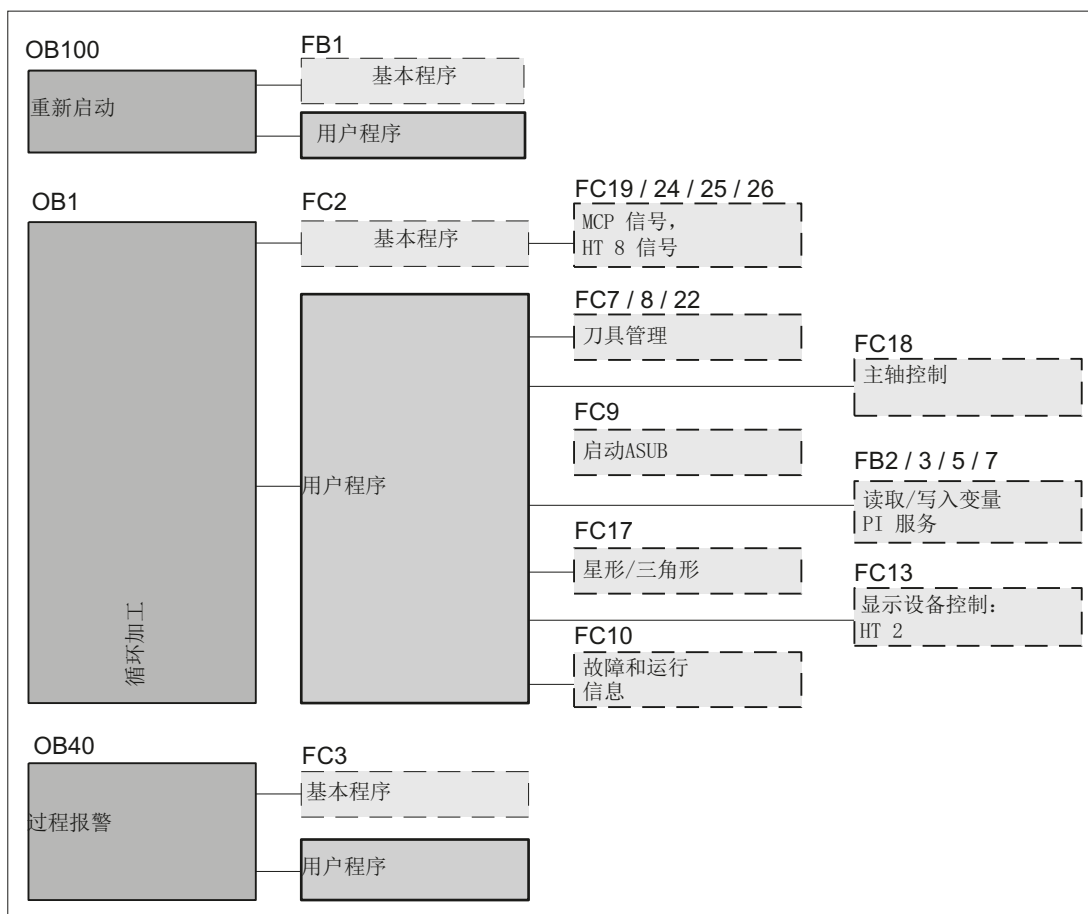 OB100
FB1
基本程序
重新启动
用户程序
OB1
FC2
基本程序
FC19 / 24 / 25 / 26
MCP 信号，
HT 8 信号
用户程序
FC7 / 8 / 22
刀具管理
FC18
主轴控制
FC9
启动ASUB
FB2 / 3 / 5 / 7
读取/写入变量
PI 服务
FC17
星形/三角形
FC13
显示设备控制：
HT 2
FC10
故障和运行
信息
循环加工
OB40
FC3
基本程序
过程报警
用户程序